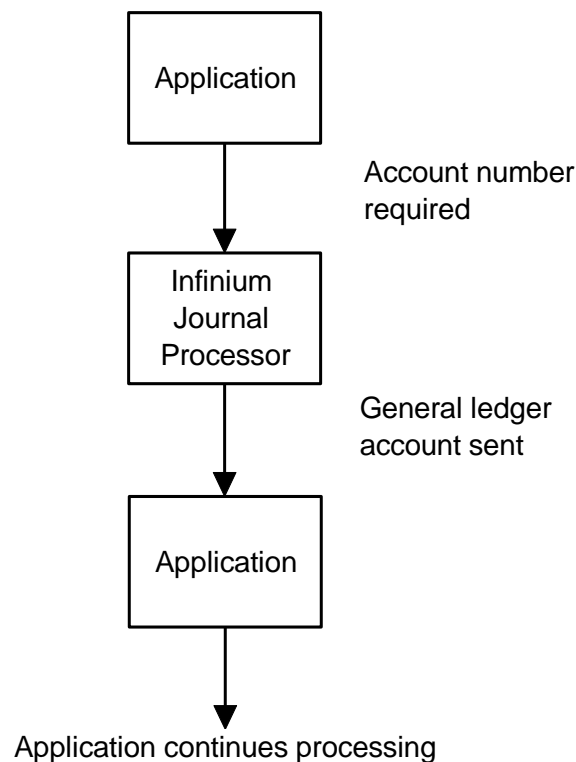 Application
Account number
required
Infinium
Journal
Processor
General ledger
account sent
Application
Application continues processing